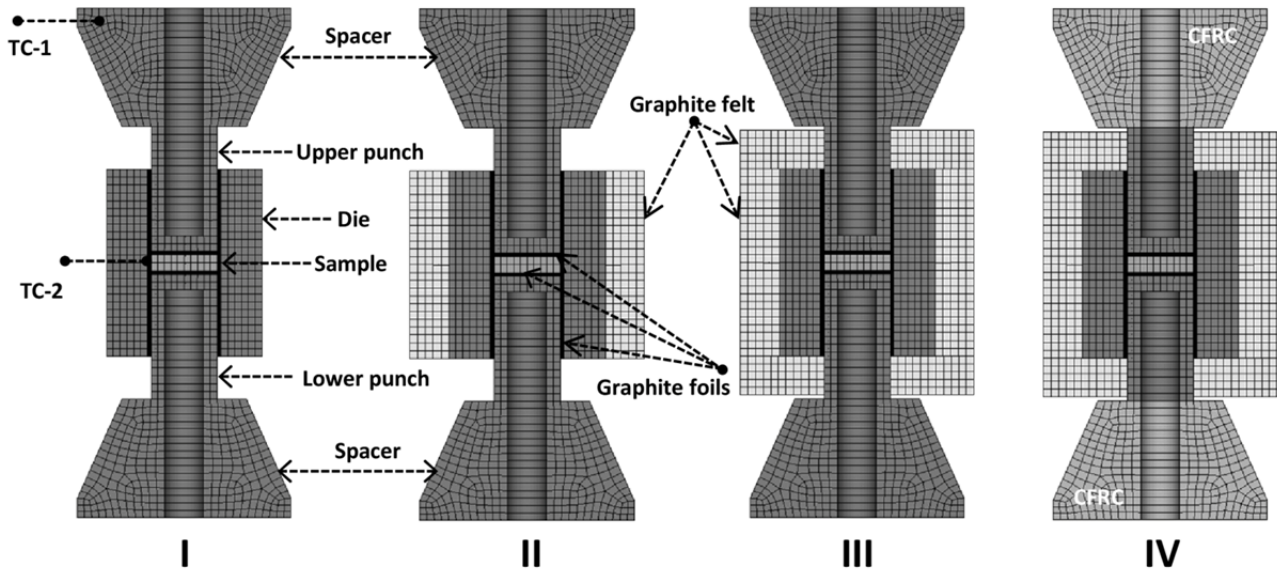 TC-1
Spacer
CFRC
Graphite felt
Upper punch
Die
Sample
TC-2
Lower punch
Graphite foils
Spacer
CFRC
I
II
III
IV